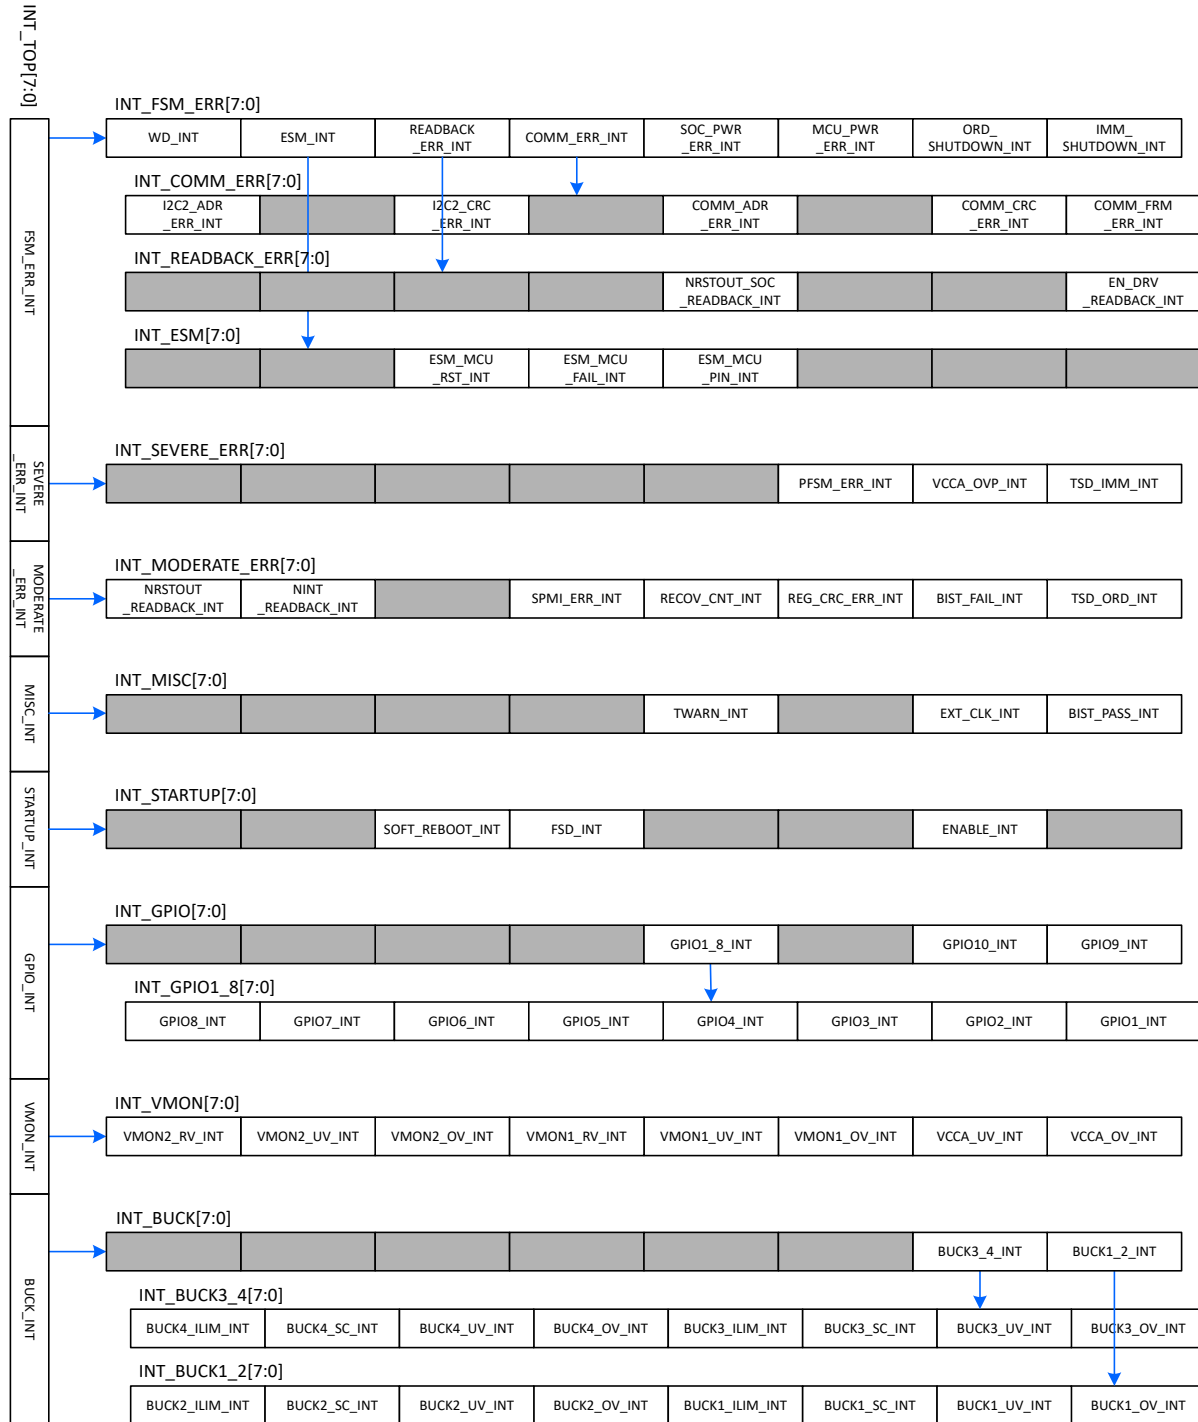 INT_TOP[7:0]
INT_FSM_ERR[7:0]
FSM_ERR_INT
WD_INT
ESM_INT
READBACK
_ERR_INT
COMM_ERR_INT
SOC_PWR
_ERR_INT
MCU_PWR
_ERR_INT
ORD_
SHUTDOWN_INT
IMM_
SHUTDOWN_INT
INT_COMM_ERR[7:0]
I2C2_ADR
_ERR_INT
I2C2_CRC
_ERR_INT
COMM_ADR
_ERR_INT
COMM_CRC
_ERR_INT
COMM_FRM
_ERR_INT
INT_READBACK_ERR[7:0]
NRSTOUT_SOC
_READBACK_INT
EN_DRV
_READBACK_INT
INT_ESM[7:0]
ESM_MCU
_RST_INT
ESM_MCU
_FAIL_INT
ESM_MCU
_PIN_INT
SEVERE
_ERR_INT
INT_SEVERE_ERR[7:0]
PFSM_ERR_INT
VCCA_OVP_INT
TSD_IMM_INT
MODERATE
_ERR_INT
INT_MODERATE_ERR[7:0]
NRSTOUT
_READBACK_INT
NINT
_READBACK_INT
SPMI_ERR_INT
RECOV_CNT_INT
REG_CRC_ERR_INT
BIST_FAIL_INT
TSD_ORD_INT
MISC_INT
INT_MISC[7:0]
TWARN_INT
EXT_CLK_INT
BIST_PASS_INT
STARTUP_INT
INT_STARTUP[7:0]
SOFT_REBOOT_INT
FSD_INT
ENABLE_INT
GPIO_INT
INT_GPIO[7:0]
GPIO1_8_INT
GPIO10_INT
GPIO9_INT
INT_GPIO1_8[7:0]
GPIO8_INT
GPIO7_INT
GPIO6_INT
GPIO5_INT
GPIO4_INT
GPIO3_INT
GPIO2_INT
GPIO1_INT
VMON_INT
INT_VMON[7:0]
VMON2_RV_INT
VMON2_UV_INT
VMON2_OV_INT
VMON1_RV_INT
VMON1_UV_INT
VMON1_OV_INT
VCCA_UV_INT
VCCA_OV_INT
BUCK_INT
INT_BUCK[7:0]
BUCK3_4_INT
BUCK1_2_INT
INT_BUCK3_4[7:0]
BUCK4_ILIM_INT
BUCK4_SC_INT
BUCK4_UV_INT
BUCK4_OV_INT
BUCK3_ILIM_INT
BUCK3_SC_INT
BUCK3_UV_INT
BUCK3_OV_INT
INT_BUCK1_2[7:0]
BUCK2_ILIM_INT
BUCK2_SC_INT
BUCK2_UV_INT
BUCK2_OV_INT
BUCK1_ILIM_INT
BUCK1_SC_INT
BUCK1_UV_INT
BUCK1_OV_INT